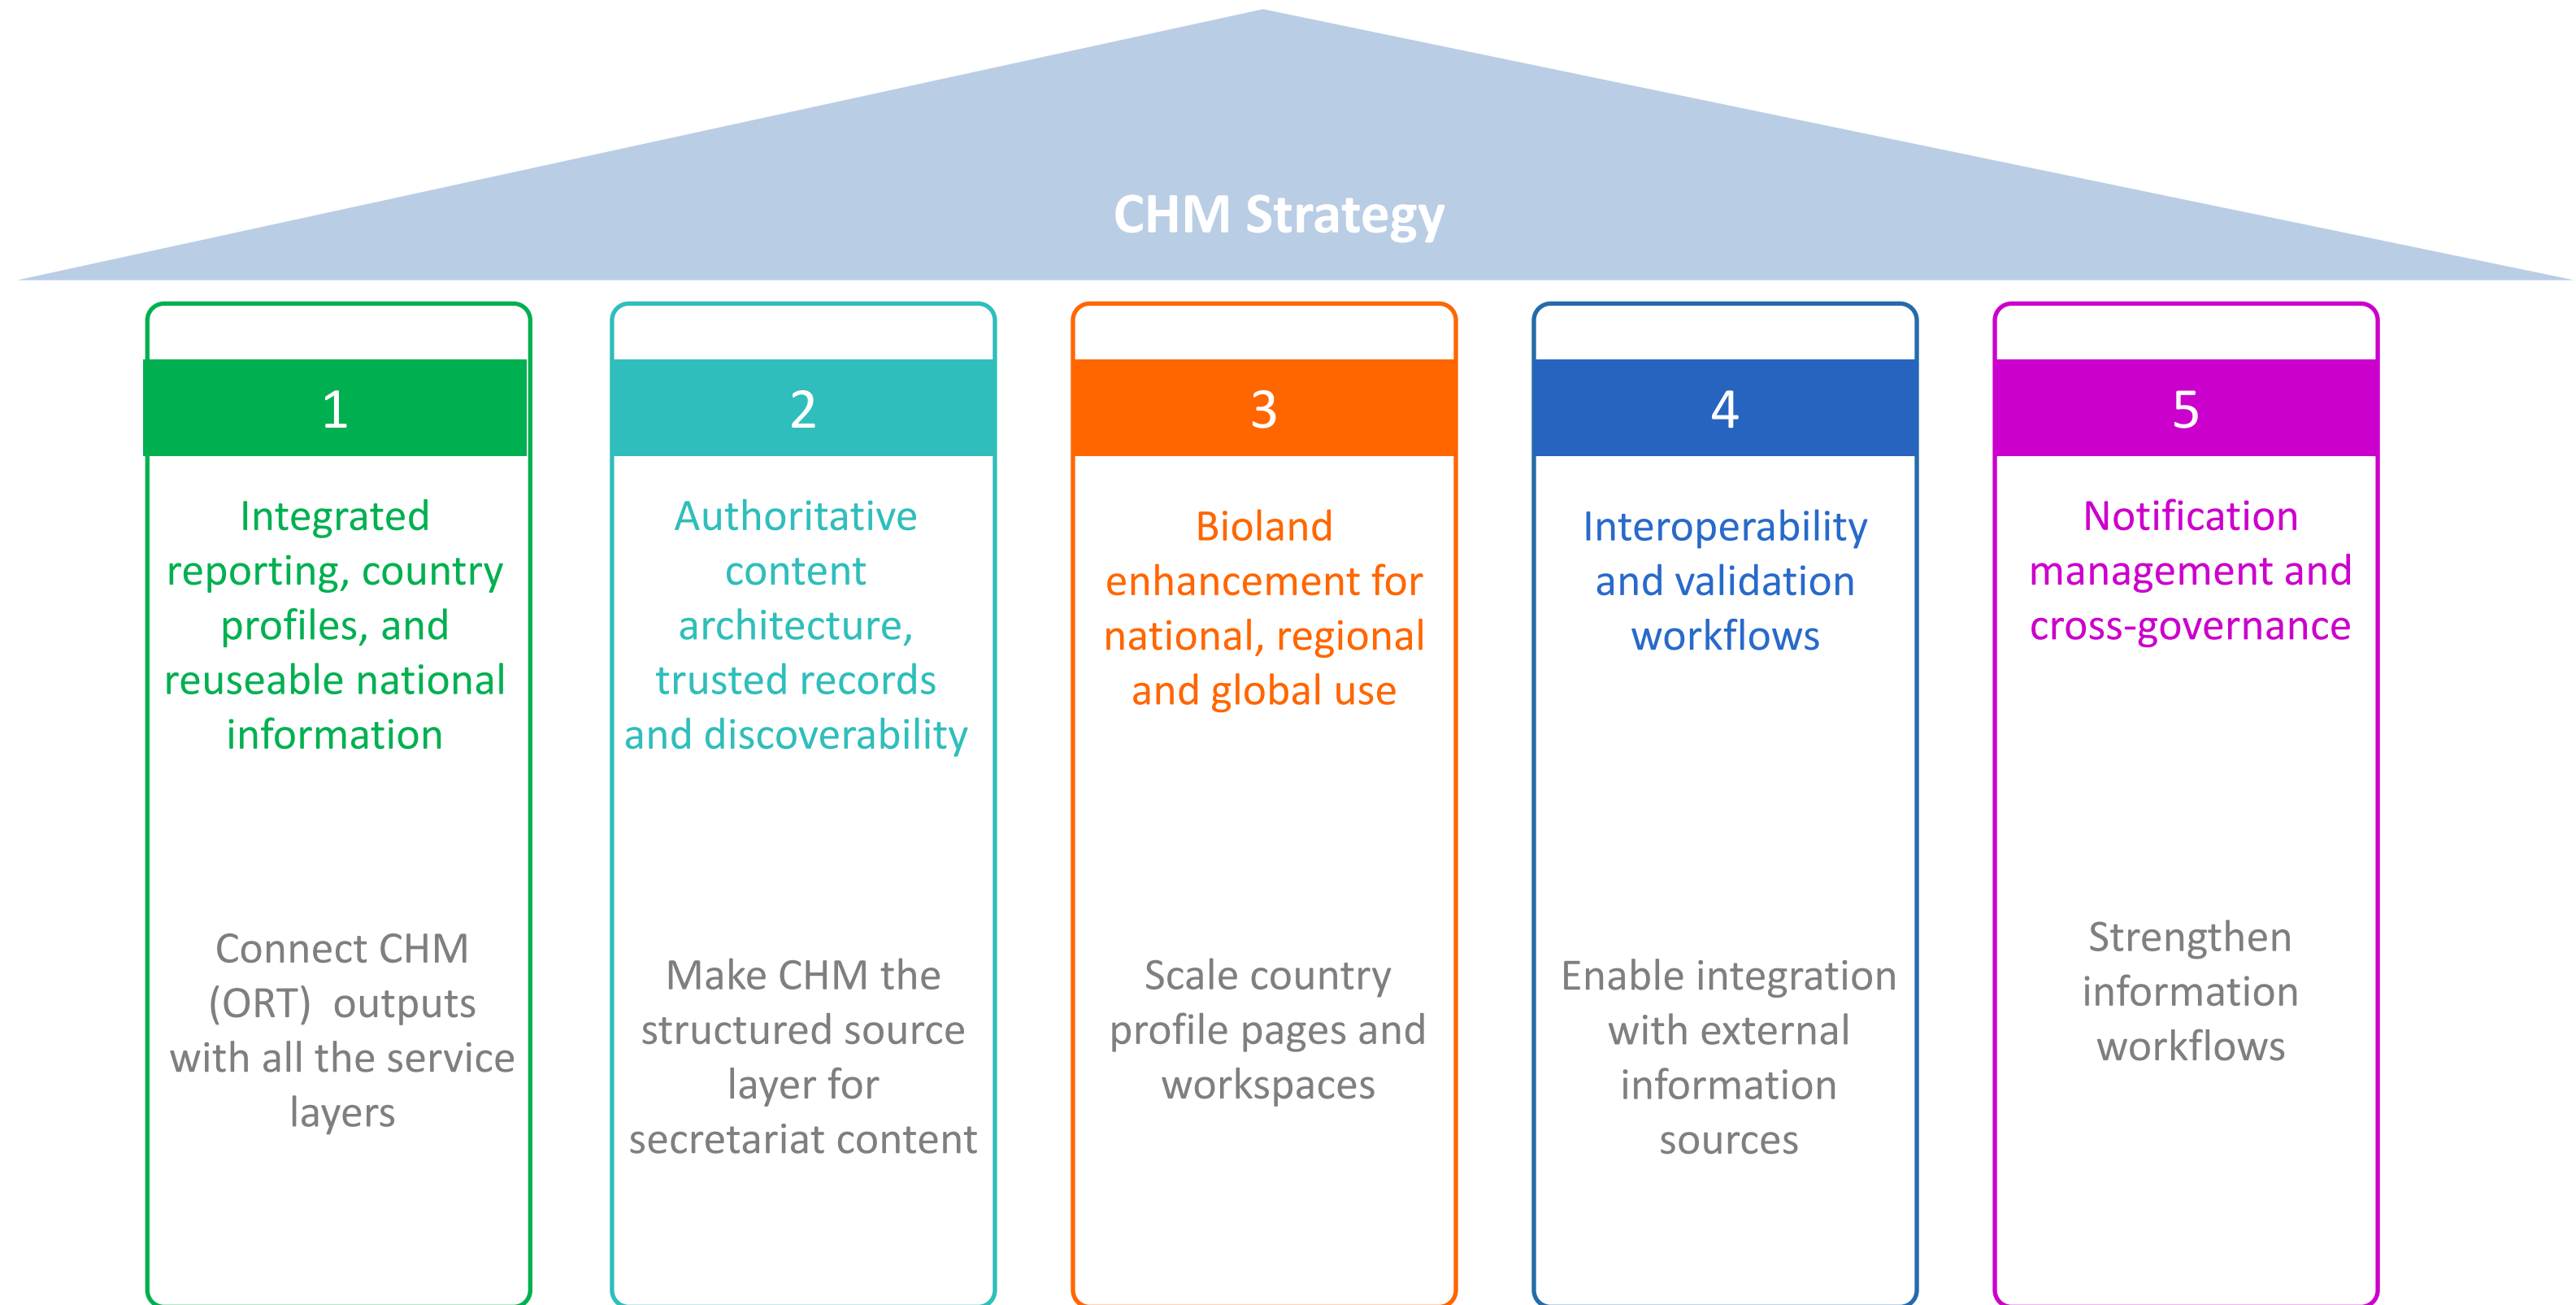 CHM Strategy
1
Integrated
reporting, country
profiles, and
reuseable national
information
Connect CHM
(ORT)  outputs
with all the service
layers
2
Authoritative
content
architecture,
trusted records
and discoverability
Make CHM the
structured source
layer for
secretariat content
3
Bioland
enhancement for
national, regional
and global use
Scale country
profile pages and
workspaces
4
Interoperability
and validation
workflows
Enable integration
with external
information
sources
5
Notification
management and
cross-governance
Strengthen
information
workflows